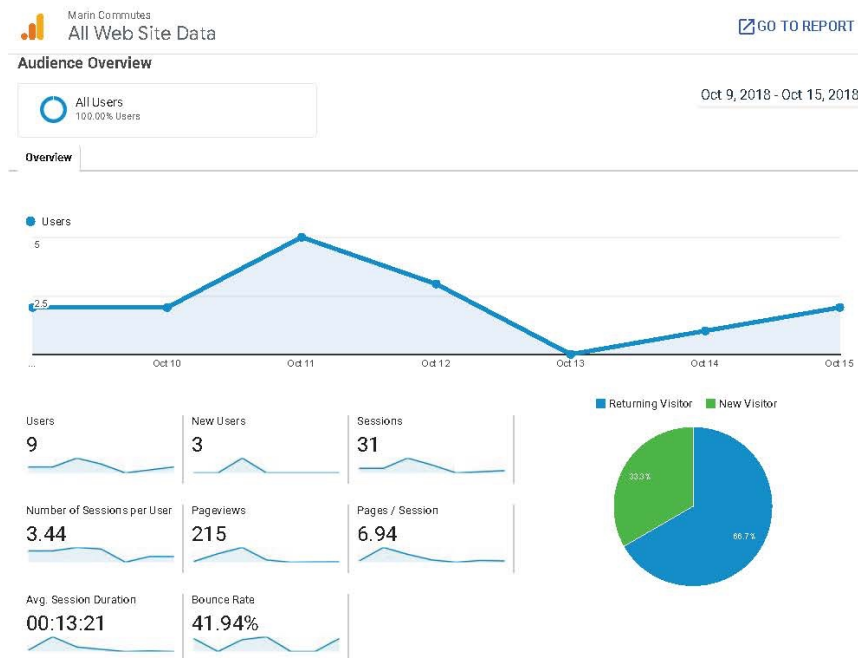 Marin Commutes
All Web Site Data
GO TO REPORT
Audience Overview
All Users
100.00% Users
Oct 9, 2018 - Oct 15, 2018
Overview
Users
5
2.5
...
Oct 10
Oct 11
Oct 12
Oct 13
Oct 14
Oct 15
Returning Visitor
New Visitor
Users
9
New Users
3
Sessions
31
Number of Sessions per User
3.44
Pageviews
215
Pages / Session
6.94
Avg. Session Duration
00:13:21
Bounce Rate
41.94%
33.3%
66.7%